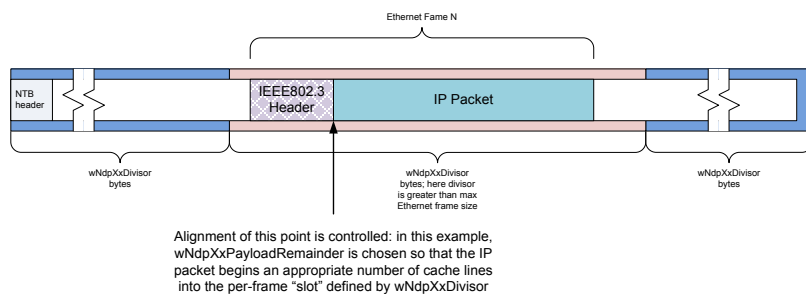 Ethernet Fame N
NTB
header
IEEE802.3
Header
IP Packet
wNdpXxDivisor
bytes
wNdpXxDivisor
bytes; here divisor
is greater than max
Ethernet frame size
wNdpXxDivisor
bytes
Alignment of this point is controlled: in this example,
wNdpXxPayloadRemainder is chosen so that the IP
packet begins an appropriate number of cache lines
into the per-frame “slot” defined by wNdpXxDivisor